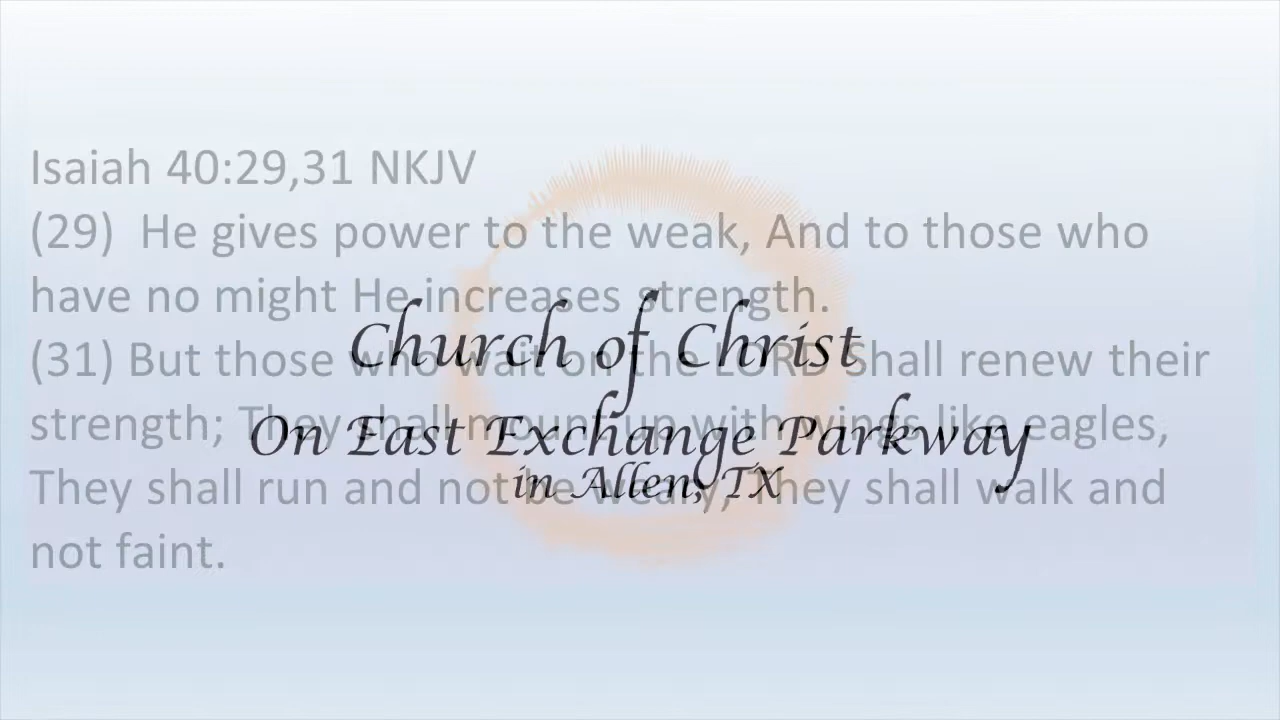 Isaiah 40:29,31 NKJV
(29)  He gives power to the weak, And to those who
have no might He increases strength.
(31) But those who wait on the LORD Shall renew their
strength; They shall mount up with wings like eagles,
They shall run and not be weary, They shall walk and
not faint.
Church of Christ
On East Exchange Parkway
in Allen, TX